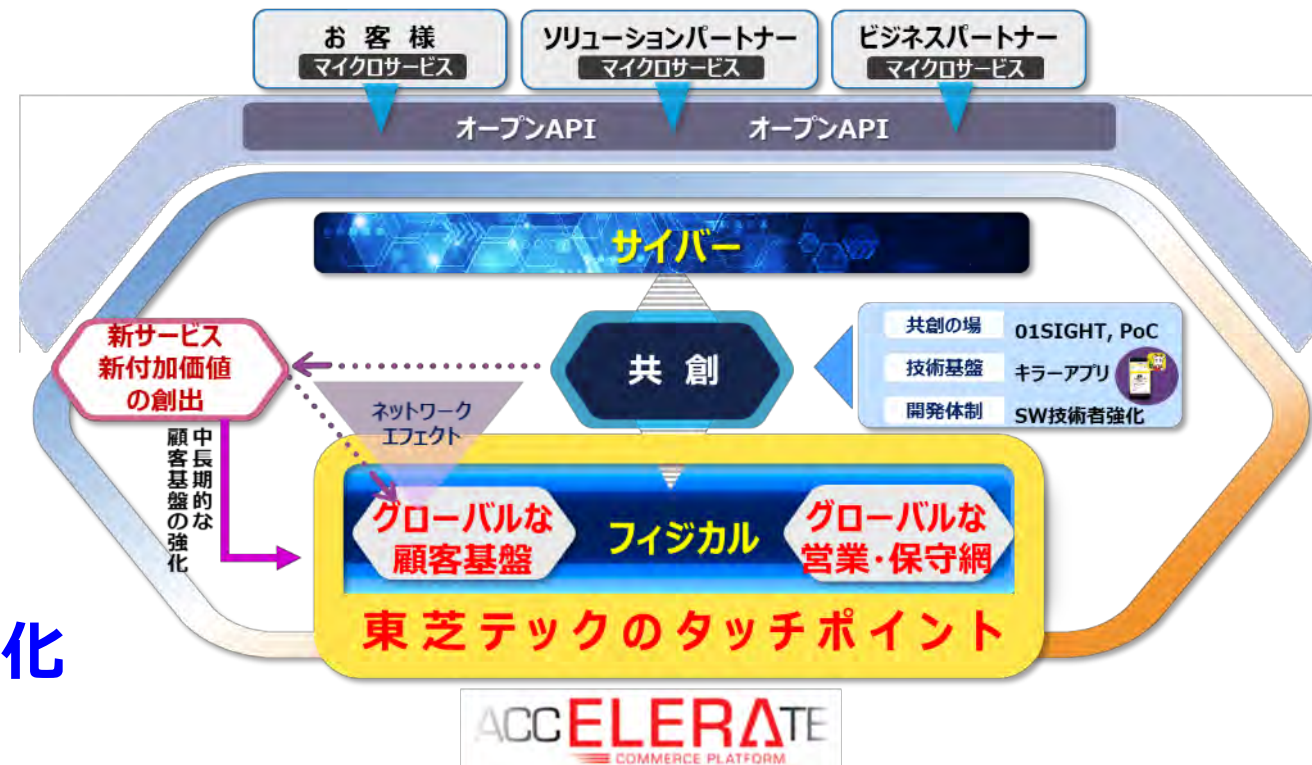 お客様
マイクロサービス
ソリューションパートナー
マイクロサービス
ビジネスパートナー
マイクロサービス
オープンAPI
オープンAPI
サイバー
新サービス
新付加価値
の創出
共創
共創の場
01SIGHT, PoC
技術基盤
キラーアプリ
開発体制
SW技術者強化
ネットワーク
エフェクト
中長期的な
顧客基盤の強化
グローバルな
顧客基盤
フィジカル
グローバルな
営業・保守網
東芝テックのタッチポイント
化
ACCELERATE
COMMERCE PLATFORM